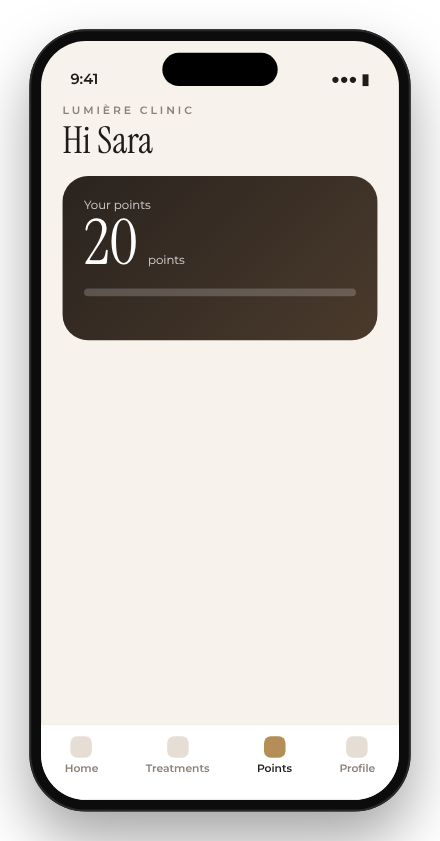 9:41
LUMIÈRE CLINIC
Hi Sara
Your points
20 points
Home Treatments Points Profile